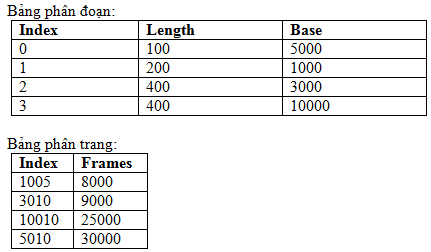 Bảng phân đoạn:
Index Length Base
0 100 5000
1 200 1000
2 400 3000
3 400 10000
Bảng phân trang:
Index Frames
1005 8000
3010 9000
10010 25000
5010 30000